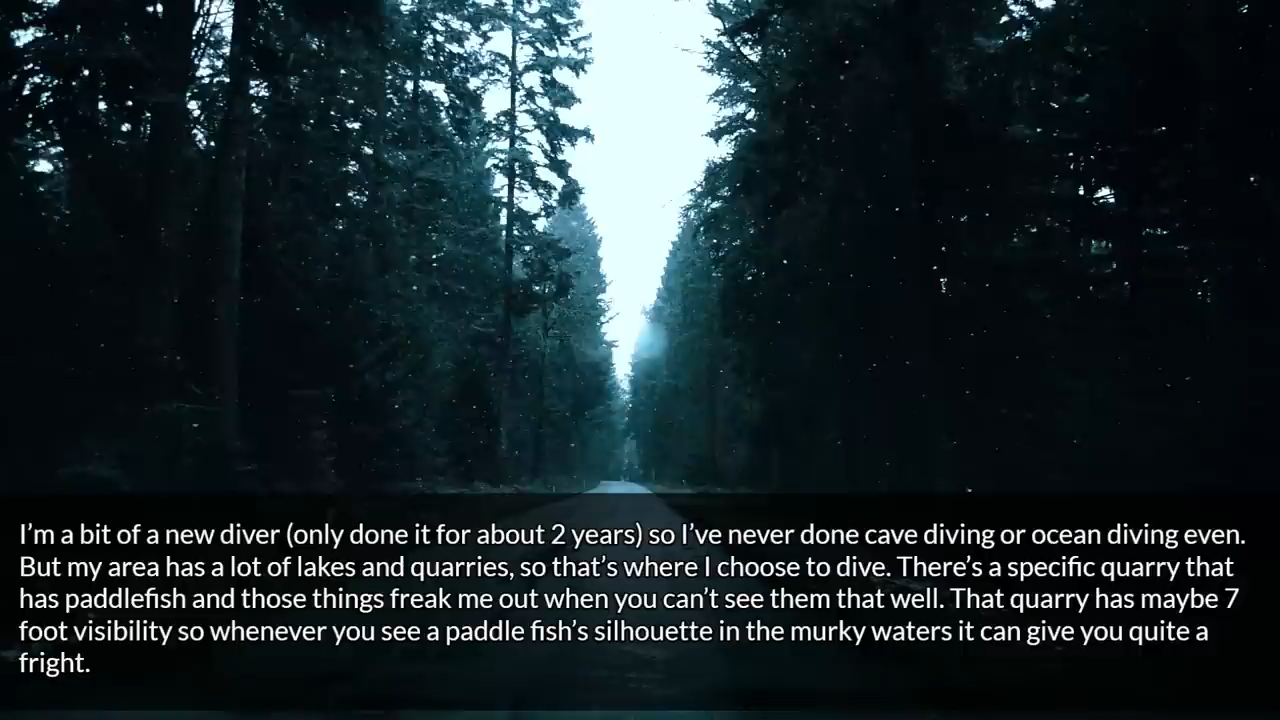 I’m a bit of a new diver (only done it for about 2 years) so I’ve never done cave diving or ocean diving even.
But my area has a lot of lakes and quarries, so that’s where I choose to dive. There’s a specific quarry that
has paddlefish and those things freak me out when you can’t see them that well. That quarry has maybe 7
foot visibility so whenever you see a paddle fish’s silhouette in the murky waters it can give you quite a
fright.